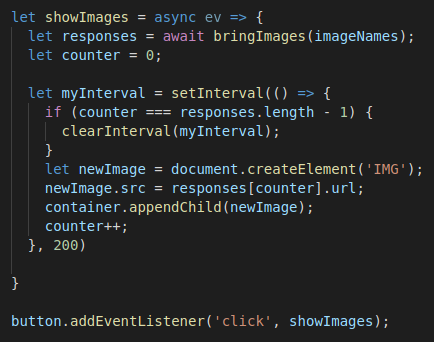 let showImages = async ev => {
  let responses = await bringImages(imageNames);
  let counter = 0;

  let myInterval = setInterval(() => {
    if (counter === responses.length - 1) {
      clearInterval(myInterval);
    }
    let newImage = document.createElement('IMG');
    newImage.src = responses[counter].url;
    container.appendChild(newImage);
    counter++;
  }, 200)

}

button.addEventListener('click', showImages);